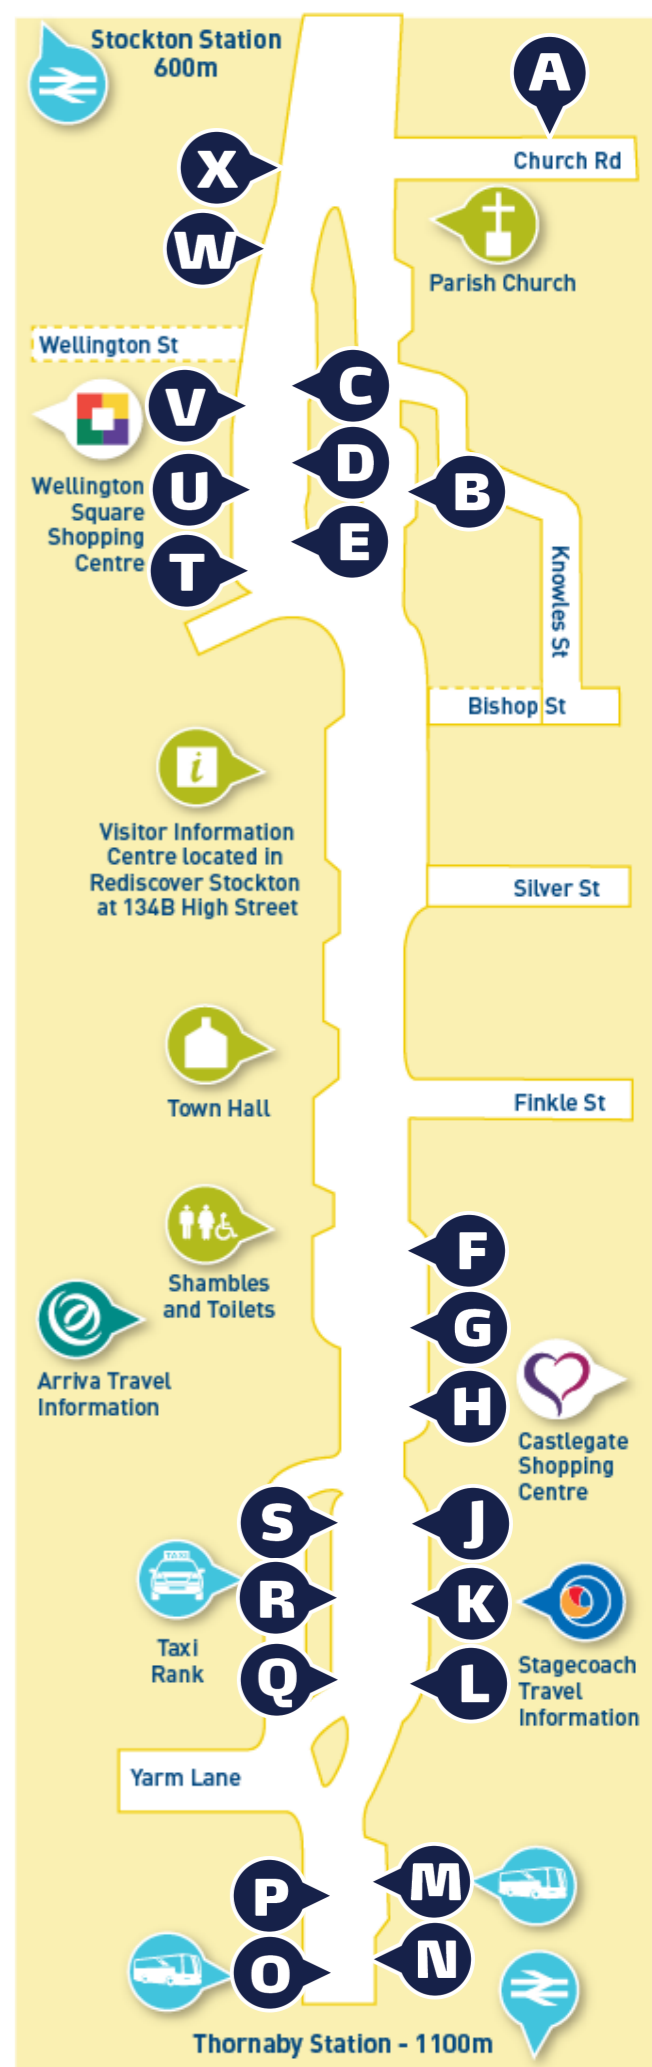 Stockton Station
600m
A
Church Rd
X
W
Parish Church
Wellington St
C
V
D
U
B
Wellington
Square
Shopping
Centre
E
T
Knowles St
Bishop St
i
Visitor Information
Centre located in
Rediscover Stockton
at 134B High Street
Silver St
Town Hall
Finkle St
F
Shambles
and Toilets
G
Arriva Travel
Information
H
Castlegate
Shopping
Centre
S
J
TAXI
R
K
Taxi
Rank
Q
L
Stagecoach
Travel
Information
Yarm Lane
P
M
O
N
Thornaby Station - 1100m